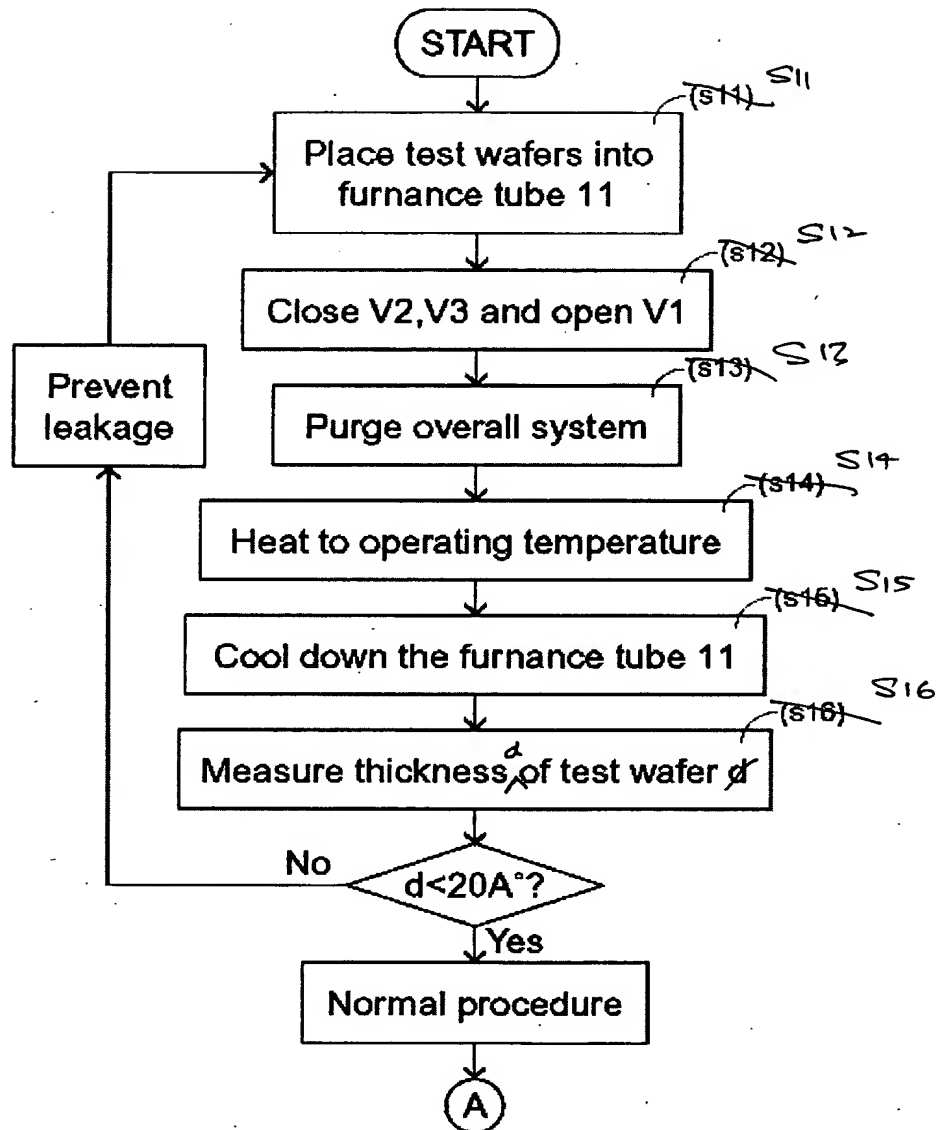 START
(s11) S11
Place test wafers into
furnance tube 11
(s12) S12
Close V2,V3 and open V1
(s13) S13
Prevent
leakage
Purge overall system
(s14) S14
Heat to operating temperature
(s15) S15
Cool down the furnance tube 11
(s16) S16
d
Measure thickness of test wafer d
No
d<20A°?
Yes
Normal procedure
A